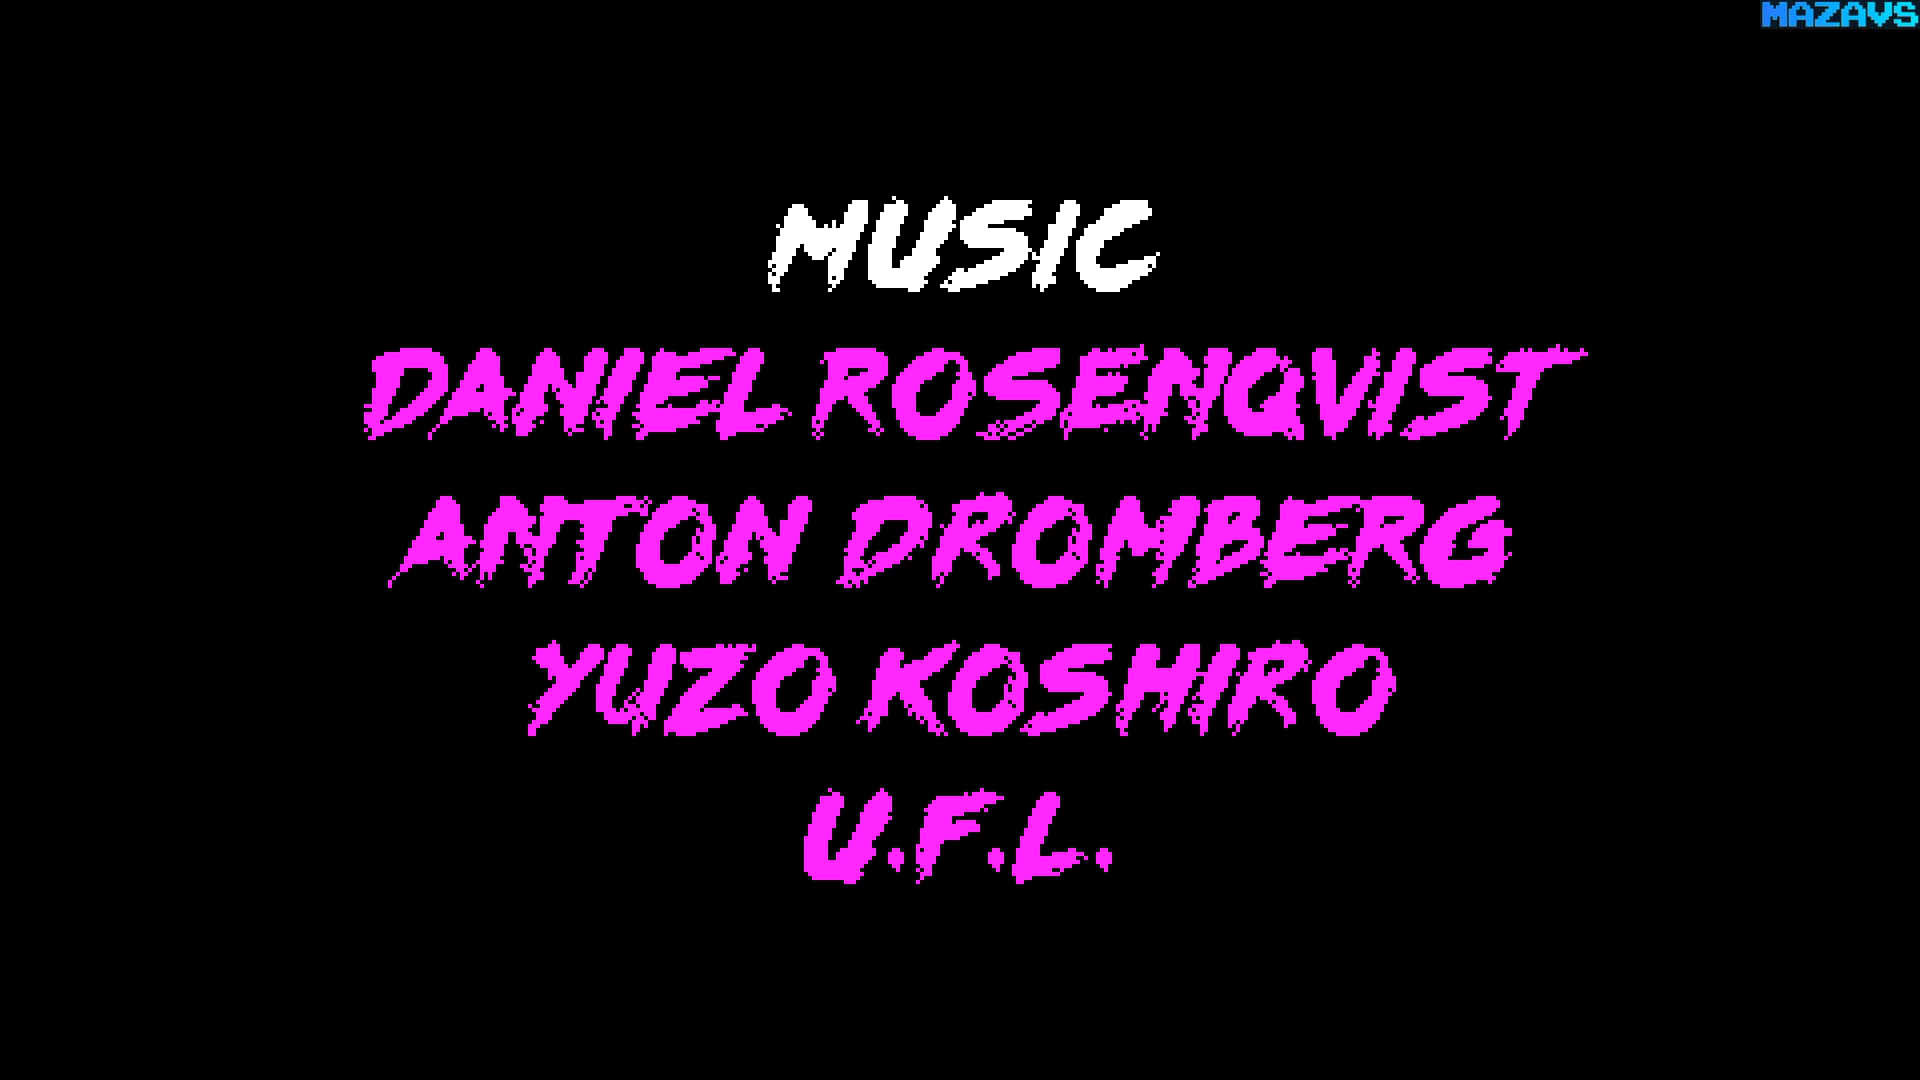 MAZAVS
MUSIC
DANIEL ROSENQVIST
ANTON DROMBERG
YUZO KOSHIRO
U.F.L.